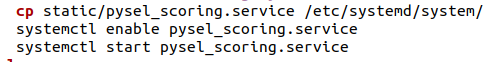 cp static/pysel_scoring.service /etc/systemd/system/
systemctl enable pysel_scoring.service
systemctl start pysel_scoring.service